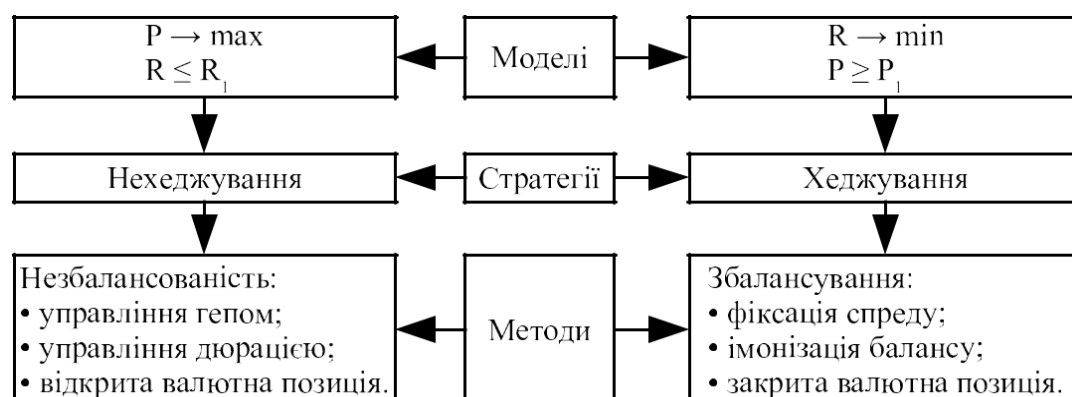 P → max
R ≤ R₁
Моделі
R → min
P ≥ P₁
Нехеджування
Стратегії
Хеджування
Незбалансованість:
• управління гепом;
• управління дюрацією;
• відкрита валютна позиція.
Методи
Збалансування:
• фіксація спреду;
• імонізація балансу;
• закрита валютна позиція.